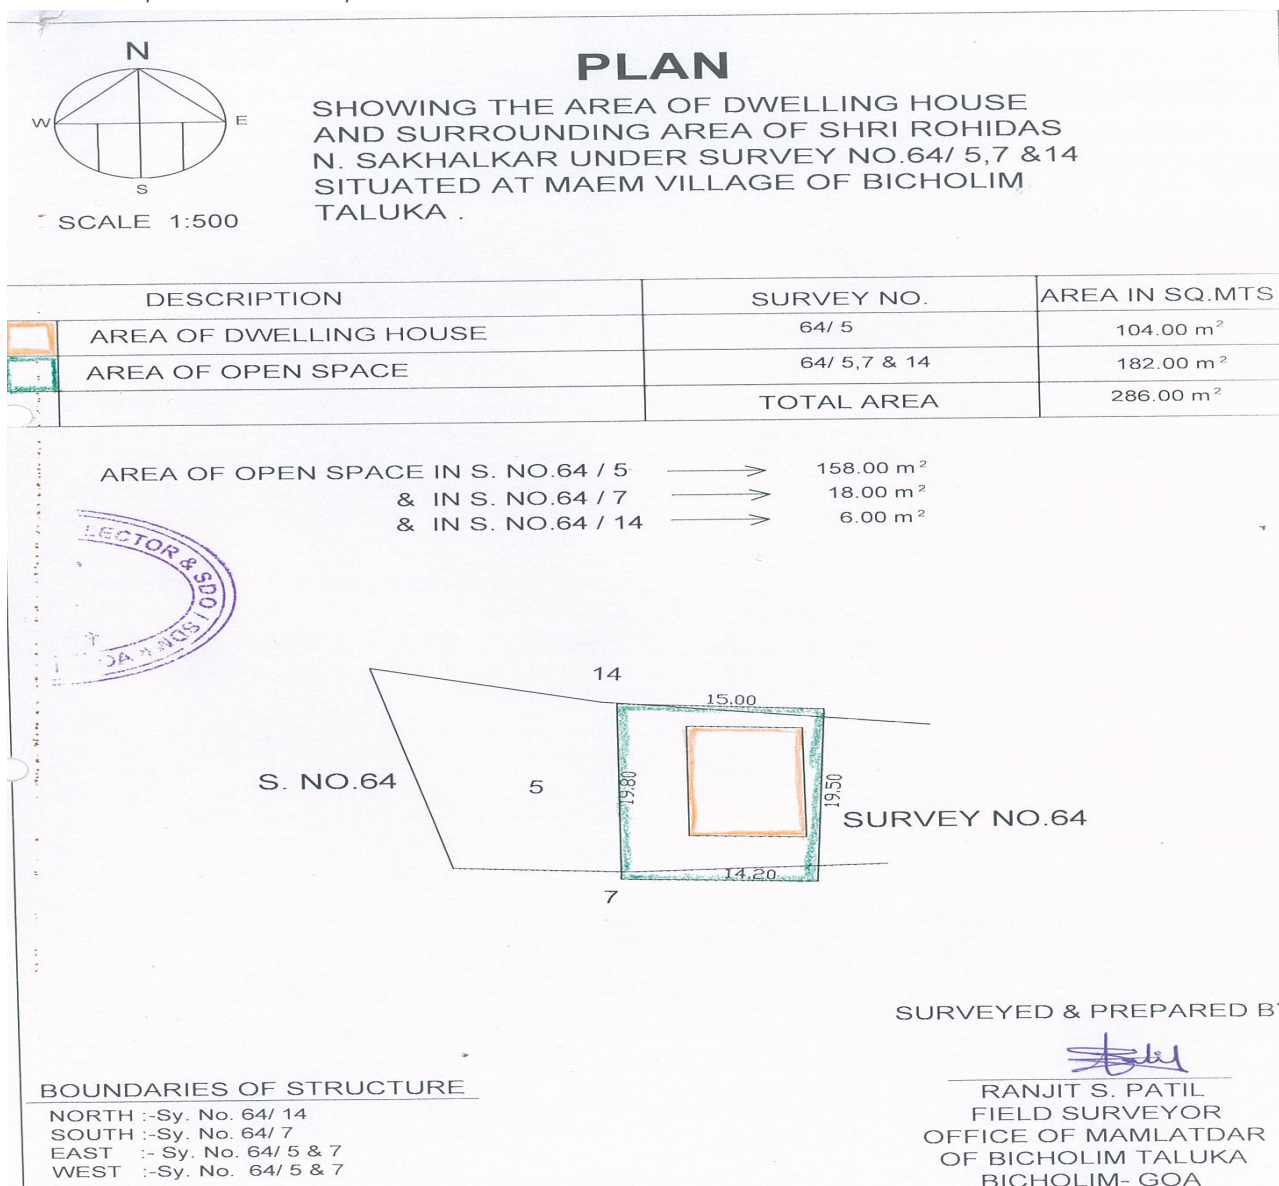 N
W E
S
SCALE 1:500
PLAN
SHOWING THE AREA OF DWELLING HOUSE
AND SURROUNDING AREA OF SHRI ROHIDAS
N. SAKHALKAR UNDER SURVEY NO.64/ 5,7 &14
SITUATED AT MAEM VILLAGE OF BICHOLIM
TALUKA .
DESCRIPTION SURVEY NO. AREA IN SQ.MTS
AREA OF DWELLING HOUSE 64/ 5 104.00 m²
AREA OF OPEN SPACE 64/ 5,7 & 14 182.00 m²
TOTAL AREA 286.00 m²
AREA OF OPEN SPACE IN S. NO.64 / 5 158.00 m²
& IN S. NO.64 / 7 18.00 m²
& IN S. NO.64 / 14 6.00 m²
LECTOR & SDO / SDM
14
15.00
S. NO.64
5
19.80
19.50
SURVEY NO.64
14.20
7
SURVEYED & PREPARED BY
RANJIT S. PATIL
FIELD SURVEYOR
OFFICE OF MAMLATDAR
OF BICHOLIM TALUKA
BICHOLIM- GOA
BOUNDARIES OF STRUCTURE
NORTH :-Sy. No. 64/ 14
SOUTH :-Sy. No. 64/ 7
EAST :- Sy. No. 64/ 5 & 7
WEST :-Sy. No. 64/ 5 & 7